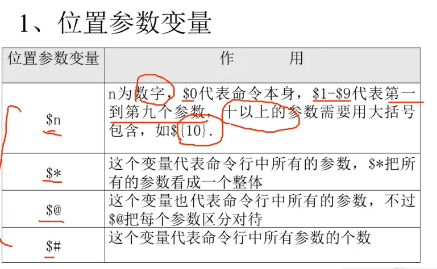 1、位置参数变量
位置参数变量
作 用
$n
n为数字，$0代表命令本身，$1-$9代表第一
到第九个参数，十以上的参数需要用大括号
包含，如${10}.
$*
这个变量代表命令行中所有的参数，$*把所
有的参数看成一个整体
$@
这个变量也代表命令行中所有的参数，不过
$@把每个参数区分对待
$#
这个变量代表命令行中所有参数的个数